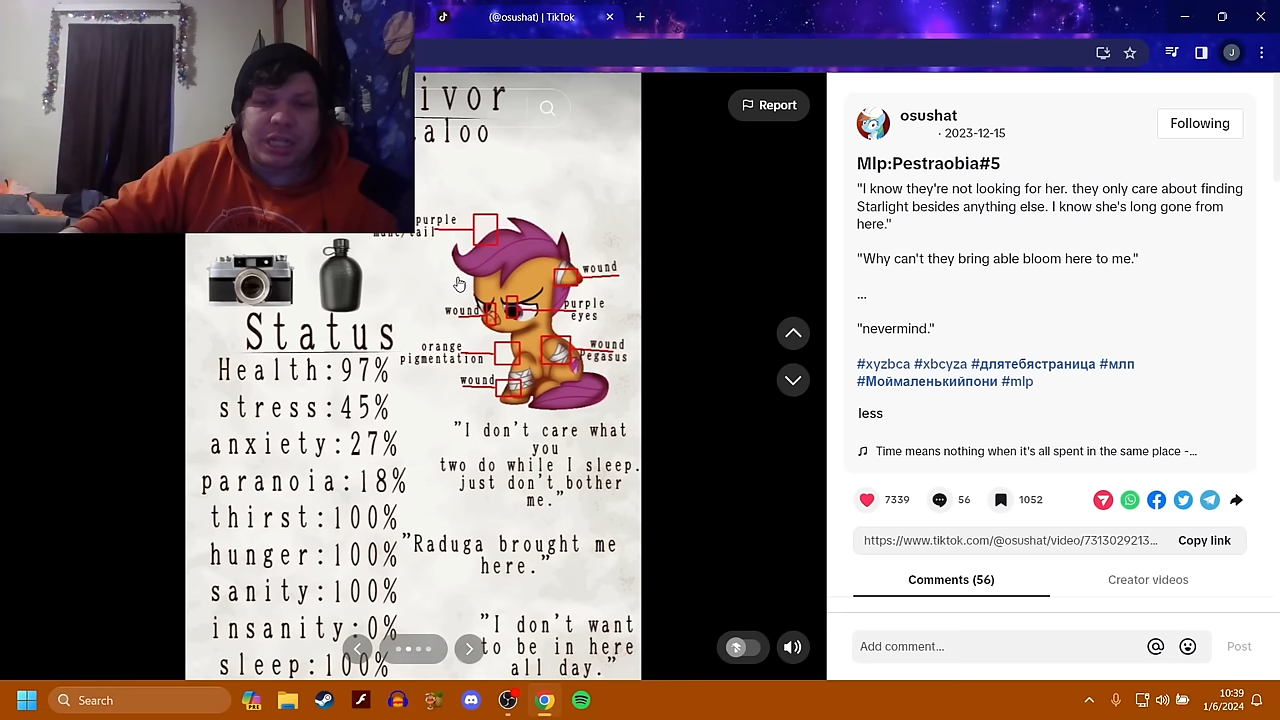 (@osushat) | TikTok
J
ivor
aloo
Report
purple
mane/tail
wound
wound
purple
eyes
orange
pigmentation
wound
Pegasus
wound
Status
Health:97%
stress:45%
anxiety:27%
paranoia:18%
thirst:100%
hunger:100%
sanity:100%
insanity:0%
sleep:100%
"I don't care what
you
two do while I sleep.
just don't bother
me."
"Raduga brought me
here."
"I don't want
to be in here
all day."
osushat
· 2023-12-15
Following
Mlp:Pestraobia#5
"I know they're not looking for her. they only care about finding
Starlight besides anything else. I know she's long gone from
here."
"Why can't they bring able bloom here to me."
...
"nevermind."
#xyzbca #xbcyza #длятебястраница #млп
#Моймаленькийпони #mlp
less
Time means nothing when it's all spent in the same place -...
7339
56
1052
https://www.tiktok.com/@osushat/video/7313029213...
Copy link
Comments (56)
Creator videos
Add comment...
Post
Search
PRE
10:39
1/6/2024